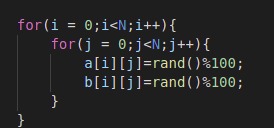 for(i = 0;i<N;i++){
    for(j = 0;j<N;j++){
        a[i][j]=rand()%100;
        b[i][j]=rand()%100;
    }
}